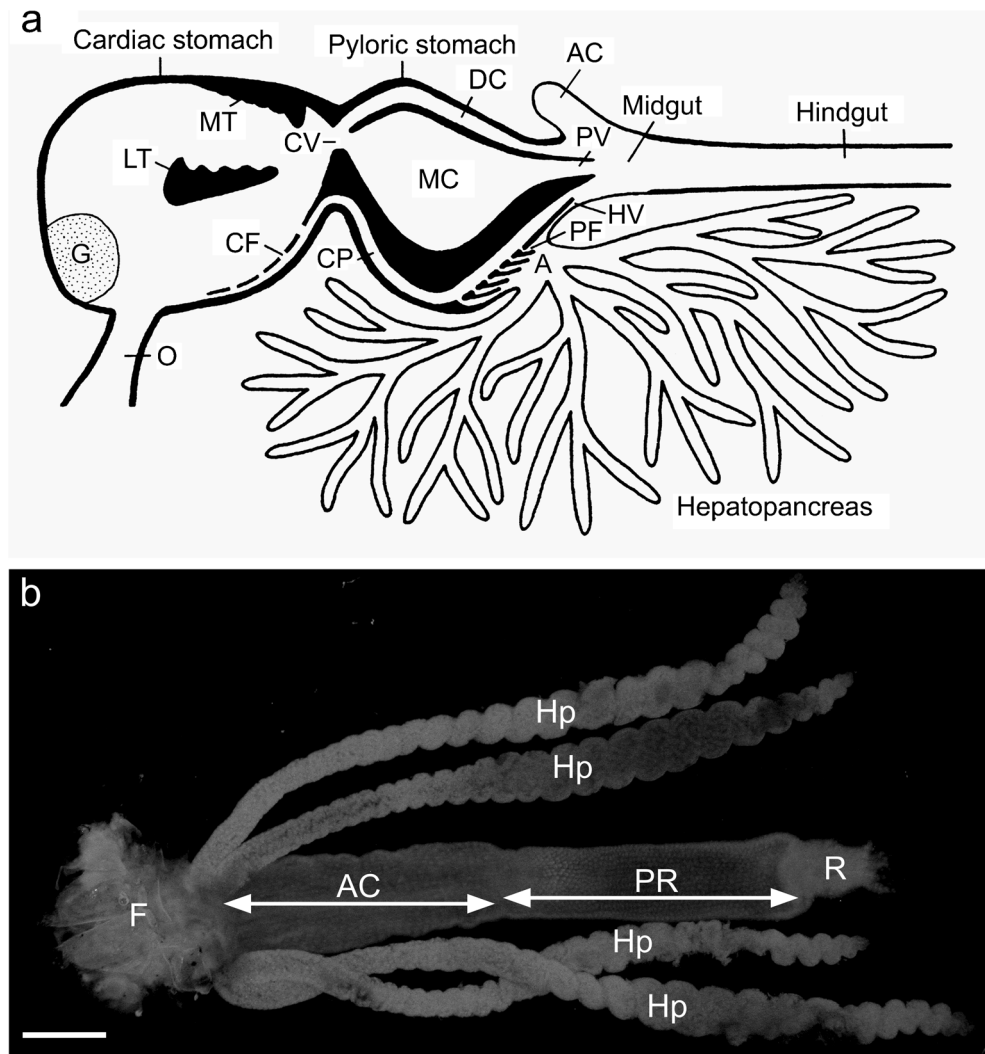 a
Cardiac stomach
Pyloric stomach
AC
DC
MT
Midgut
Hindgut
CV
PV
LT
MC
HV
G
CF
PF
CP
A
O
Hepatopancreas
b
Hp
Hp
AC
PR
R
F
Hp
Hp